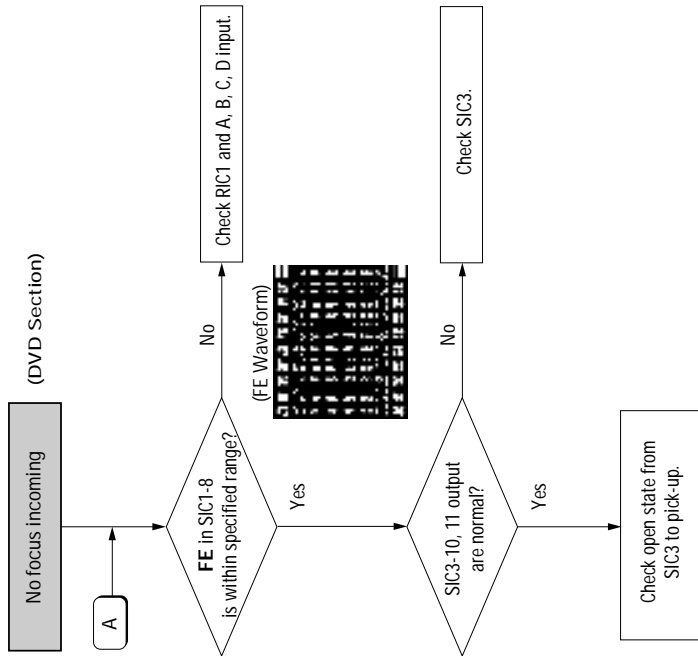 (DVD Section)
No focus incoming
A
FE in SIC1-8
is within specified range?
No
Check RIC1 and A, B, C, D input.
(FE Waveform)
Yes
SIC3-10, 11 output
are normal?
No
Check SIC3.
Yes
Check open state from
SIC3 to pick-up.